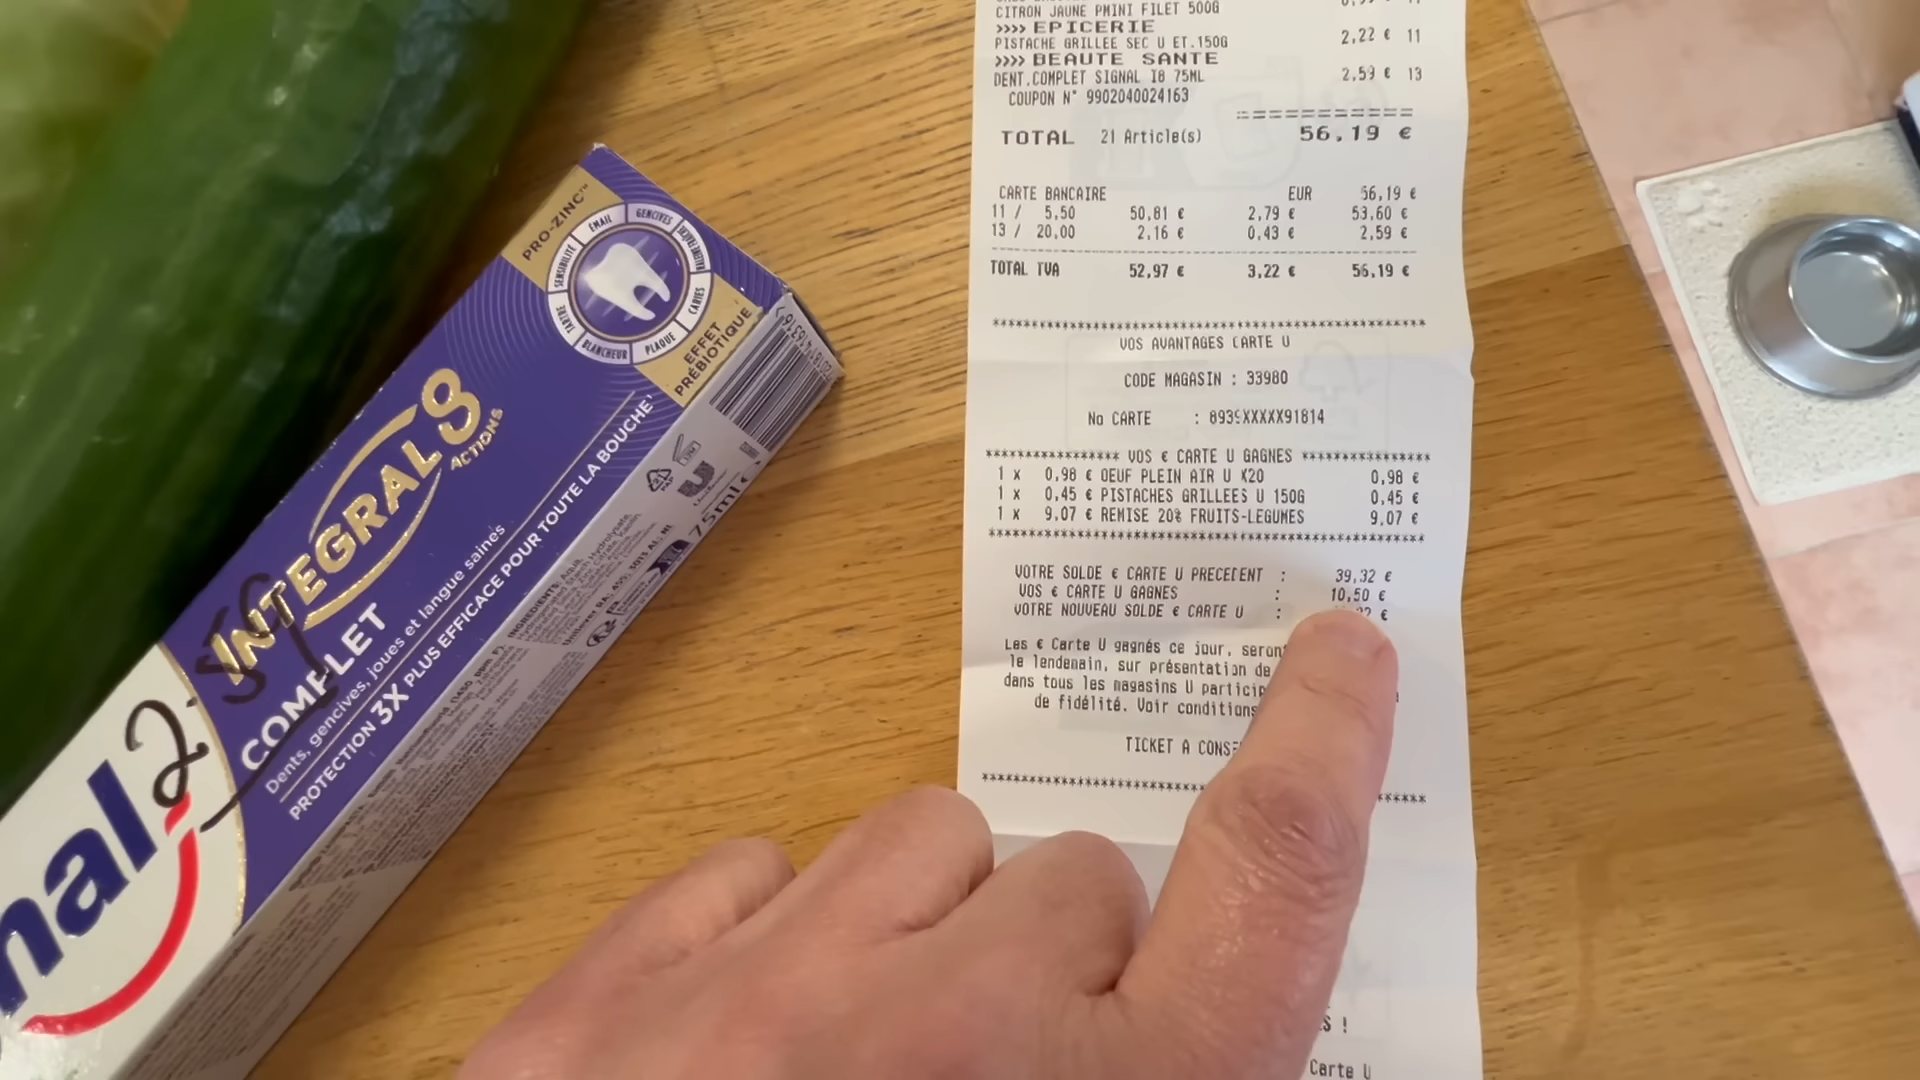 CITRON JAUNE PMINI FILET 500G
>>>> EPICERIE
PISTACHE GRILLEE SEC U ET.150G 2,22 € 11
>>>> BEAUTE SANTE
DENT.COMPLET SIGNAL I8 75ML 2,59 € 13
COUPON N° 9902040024163
===========
TOTAL 21 Article(s) 56,19 €
CARTE BANCAIRE EUR 56,19 €
11 / 5,50 50,81 € 2,79 € 53,60 €
13 / 20,00 2,16 € 0,43 € 2,59 €
TOTAL TVA 52,97 € 3,22 € 56,19 €
VOS AVANTAGES CARTE U
CODE MAGASIN : 33980
No CARTE : 8939XXXXX91814
VOS € CARTE U GAGNES
1 x 0,98 € OEUF PLEIN AIR U X20 0,98 €
1 x 0,45 € PISTACHES GRILLEES U 150G 0,45 €
1 x 9,07 € REMISE 20% FRUITS-LEGUMES 9,07 €
VOTRE SOLDE € CARTE U PRECEDENT : 39,32 €
VOS € CARTE U GAGNES : 10,50 €
VOTRE NOUVEAU SOLDE € CARTE U : €
Les € Carte U gagnés ce jour, seron
le lendemain, sur présentation de
dans tous les magasins U particip
de fidélité. Voir conditions
TICKET A CONSE
S !
Carte U
PRO-ZINC™
ÉMAIL
GENCIVES
CARIES
PLAQUE
BLANCHEUR
TARTRE
SENSIBILITÉ
EFFET
PRÉBIOTIQUE
INTEGRAL 8
ACTIONS
COMPLET
Dents, gencives, joues et langue saines
PROTECTION 3X PLUS EFFICACE POUR TOUTE LA BOUCHE
nal
75ml e